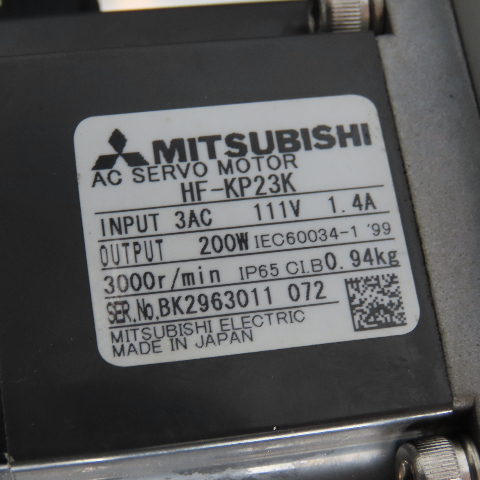 MITSUBISHI
AC SERVO MOTOR
HF-KP23K
INPUT 3AC 111V 1.4A
OUTPUT 200W IEC60034-1 '99
3000r/min IP65 CI.B 0.94kg
SER.No.BK2963011 072
MITSUBISHI ELECTRIC
MADE IN JAPAN